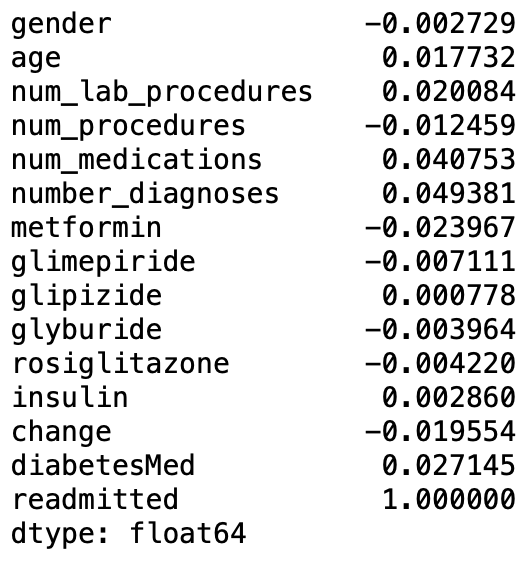 gender -0.002729
age 0.017732
num_lab_procedures 0.020084
num_procedures -0.012459
num_medications 0.040753
number_diagnoses 0.049381
metformin -0.023967
glimepiride -0.007111
glipizide 0.000778
glyburide -0.003964
rosiglitazone -0.004220
insulin 0.002860
change -0.019554
diabetesMed 0.027145
readmitted 1.000000
dtype: float64